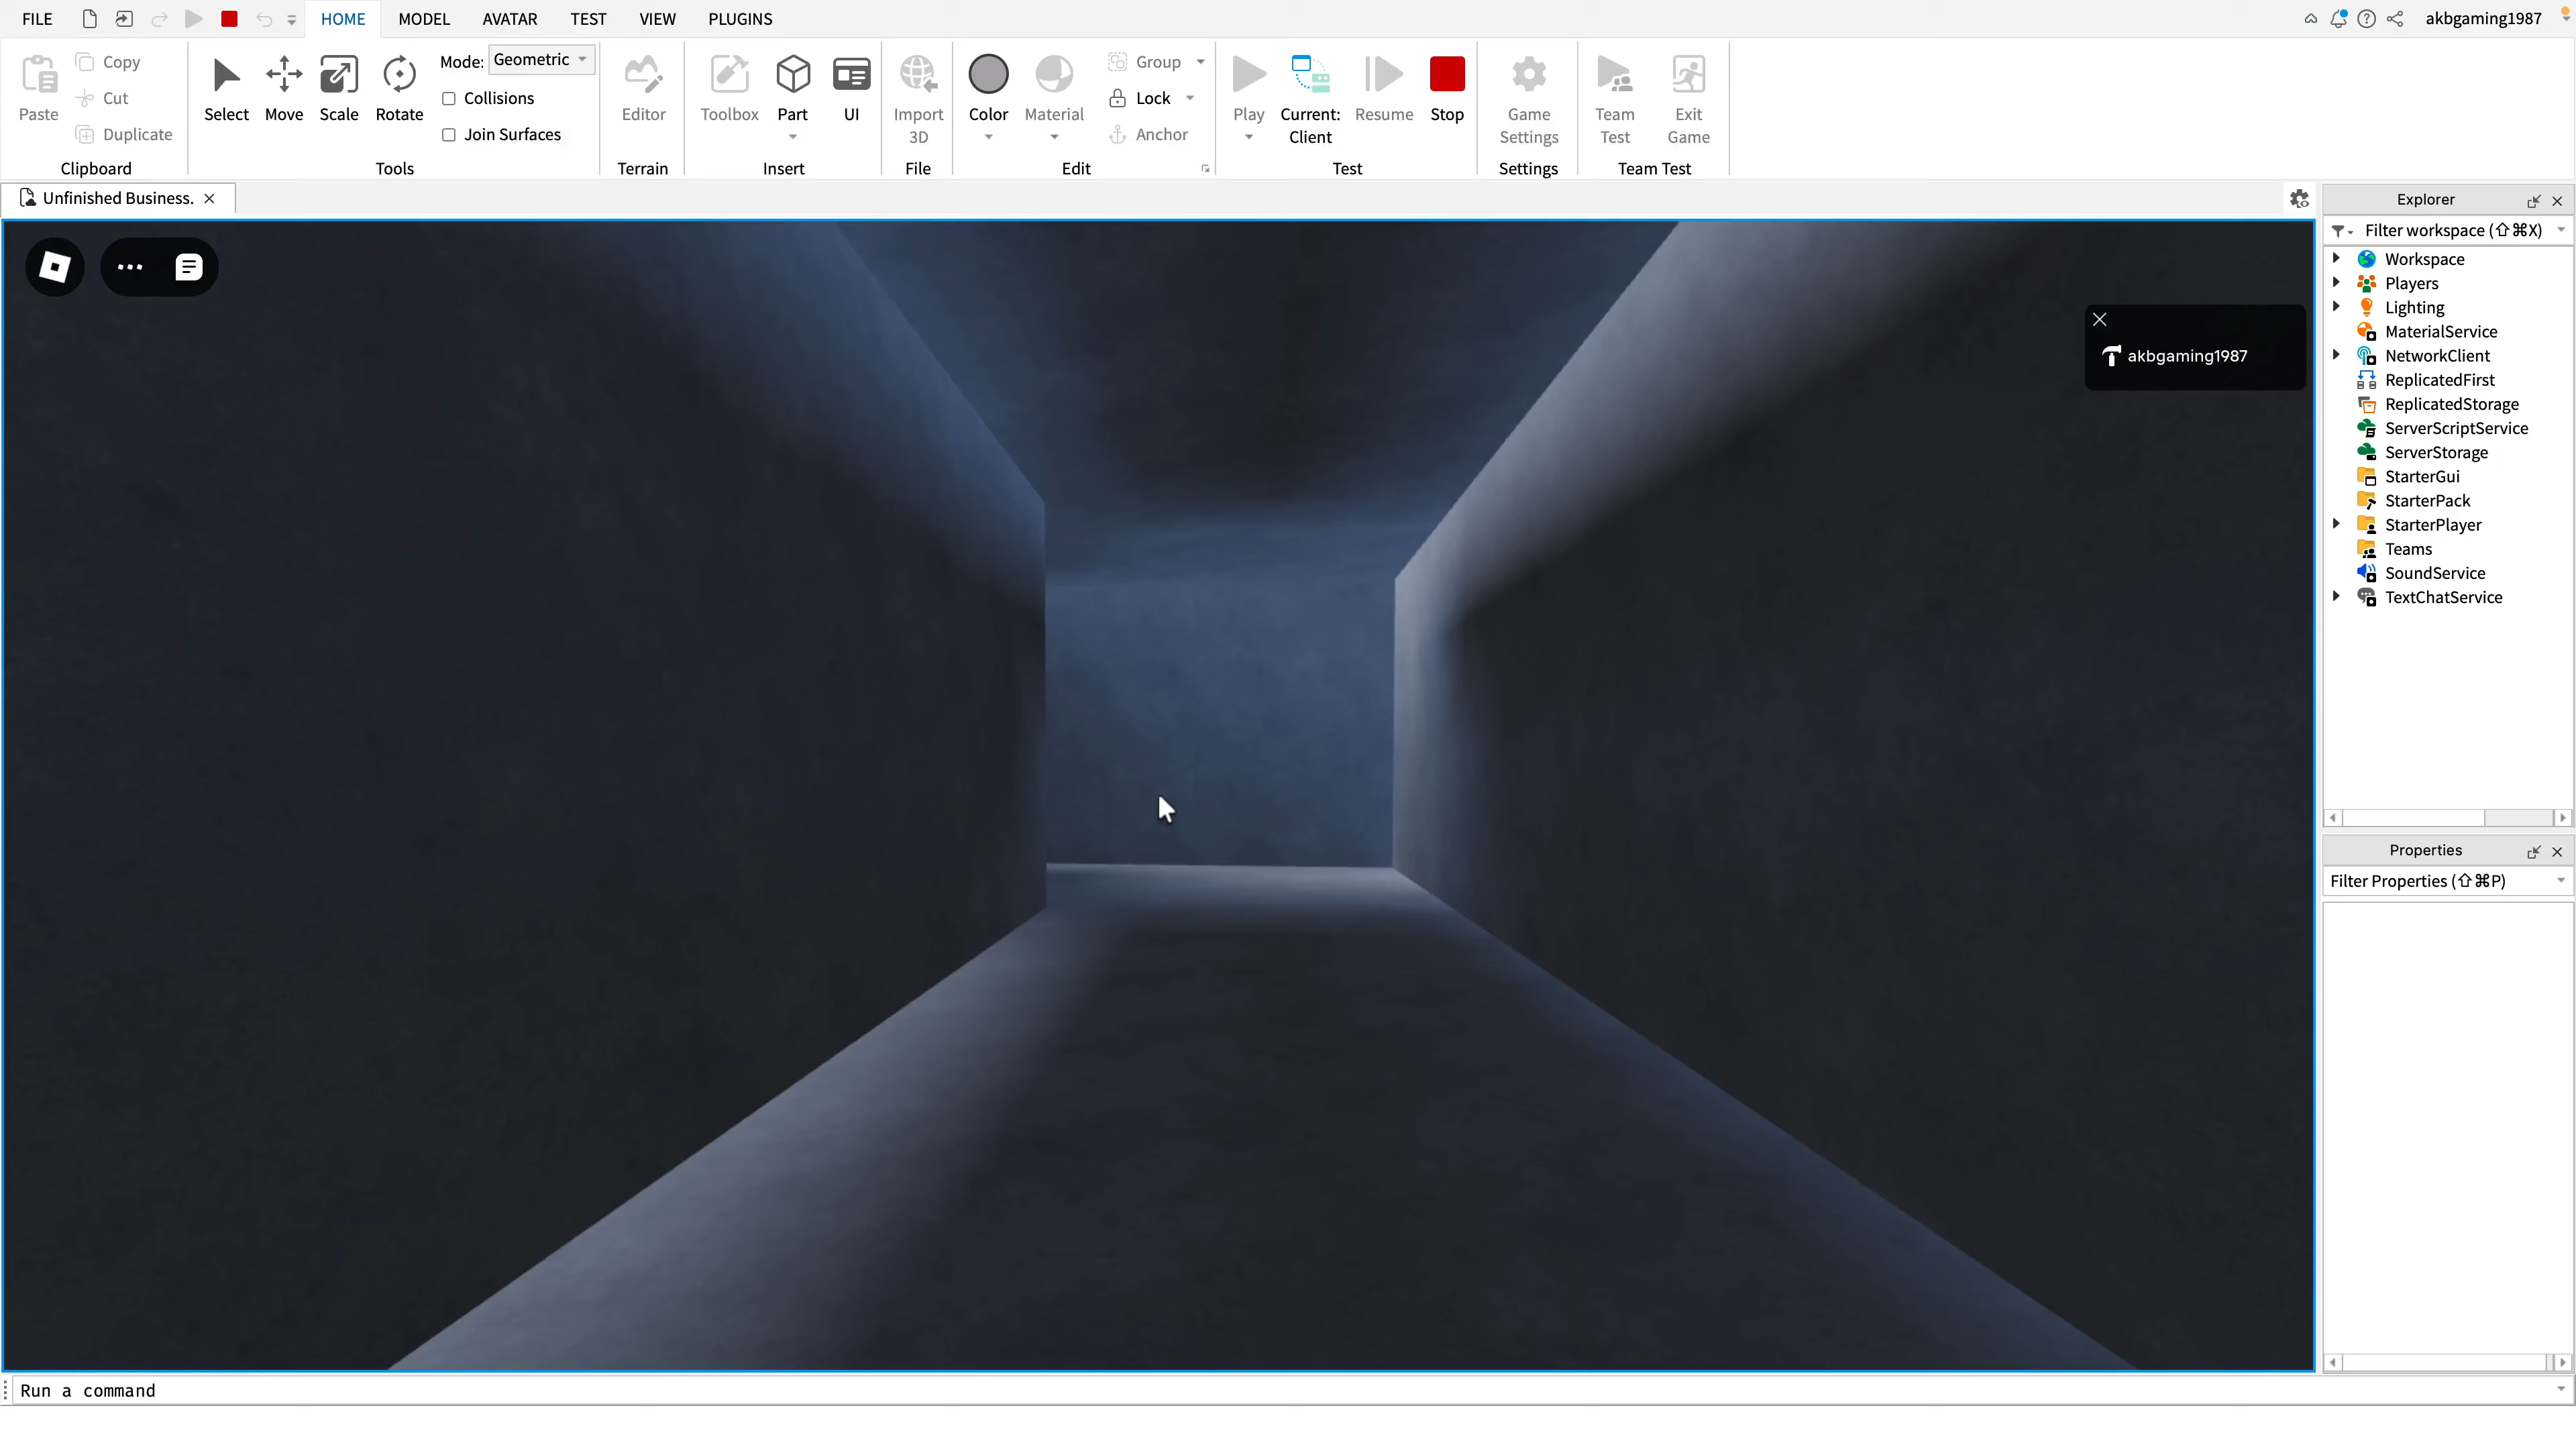 FILE HOME MODEL AVATAR TEST VIEW PLUGINS akbgaming1987
Paste
Copy
Cut
Duplicate
Clipboard
Select Move Scale Rotate
Mode: Geometric
Collisions
Join Surfaces
Tools
Editor
Terrain
Toolbox Part UI
Insert
Import
3D
File
Color Material
Group
Lock
Anchor
Edit
Play
Current:
Client
Resume Stop
Test
Game
Settings
Settings
Team
Test
Exit
Game
Team Test
Unfinished Business.
akbgaming1987
Explorer
Filter workspace (⇧⌘X)
Workspace
Players
Lighting
MaterialService
NetworkClient
ReplicatedFirst
ReplicatedStorage
ServerScriptService
ServerStorage
StarterGui
StarterPack
StarterPlayer
Teams
SoundService
TextChatService
Properties
Filter Properties (⇧⌘P)
Run a command